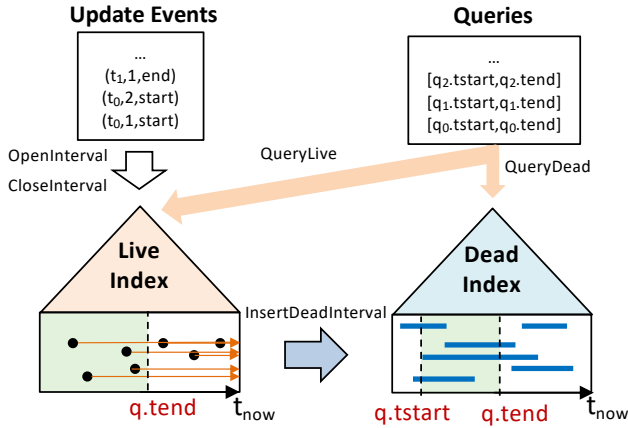 Update Events
Queries
...
(t1,1,end)
(t0,2,start)
(t0,1,start)
...
[q2.tstart,q2.tend]
[q1.tstart,q1.tend]
[q0.tstart,q0.tend]
OpenInterval
CloseInterval
QueryLive
QueryDead
Live
Index
Dead
Index
InsertDeadInterval
q.tend
tnow
q.tstart
q.tend
tnow